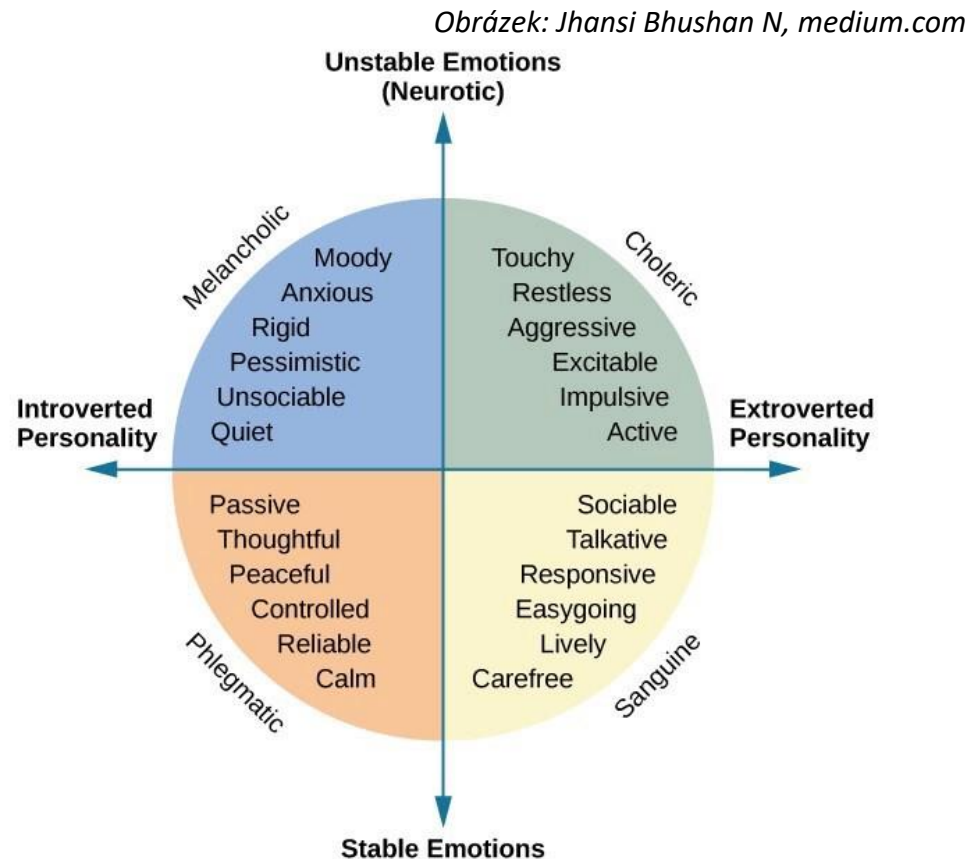 Obrázek: Jhansi Bhushan N, medium.com
Unstable Emotions
(Neurotic)
Melancholic
Moody
Anxious
Rigid
Pessimistic
Unsociable
Quiet
Choleric
Touchy
Restless
Aggressive
Excitable
Impulsive
Active
Introverted
Personality
Extroverted
Personality
Passive
Thoughtful
Peaceful
Controlled
Reliable
Calm
Phlegmatic
Sociable
Talkative
Responsive
Easygoing
Lively
Carefree
Sanguine
Stable Emotions